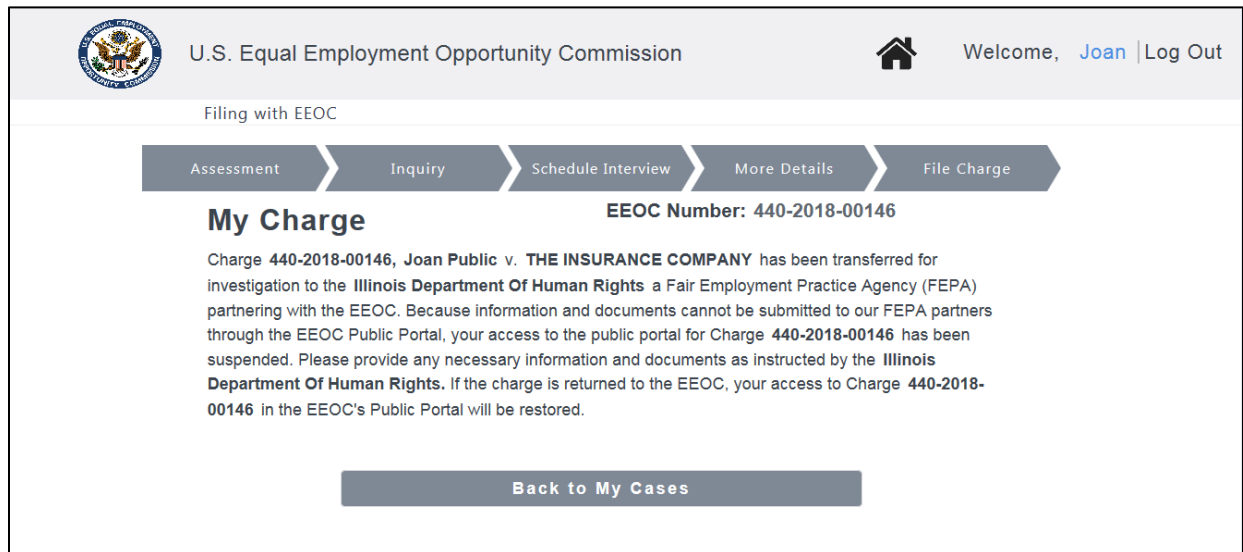 U.S. Equal Employment Opportunity Commission
Welcome, Joan | Log Out
Filing with EEOC
Assessment
Inquiry
Schedule Interview
More Details
File Charge
My Charge
EEOC Number: 440-2018-00146
Charge 440-2018-00146, Joan Public v. THE INSURANCE COMPANY has been transferred for
investigation to the Illinois Department Of Human Rights a Fair Employment Practice Agency (FEPA)
partnering with the EEOC. Because information and documents cannot be submitted to our FEPA partners
through the EEOC Public Portal, your access to the public portal for Charge 440-2018-00146 has been
suspended. Please provide any necessary information and documents as instructed by the Illinois
Department Of Human Rights. If the charge is returned to the EEOC, your access to Charge 440-2018-
00146 in the EEOC's Public Portal will be restored.
Back to My Cases